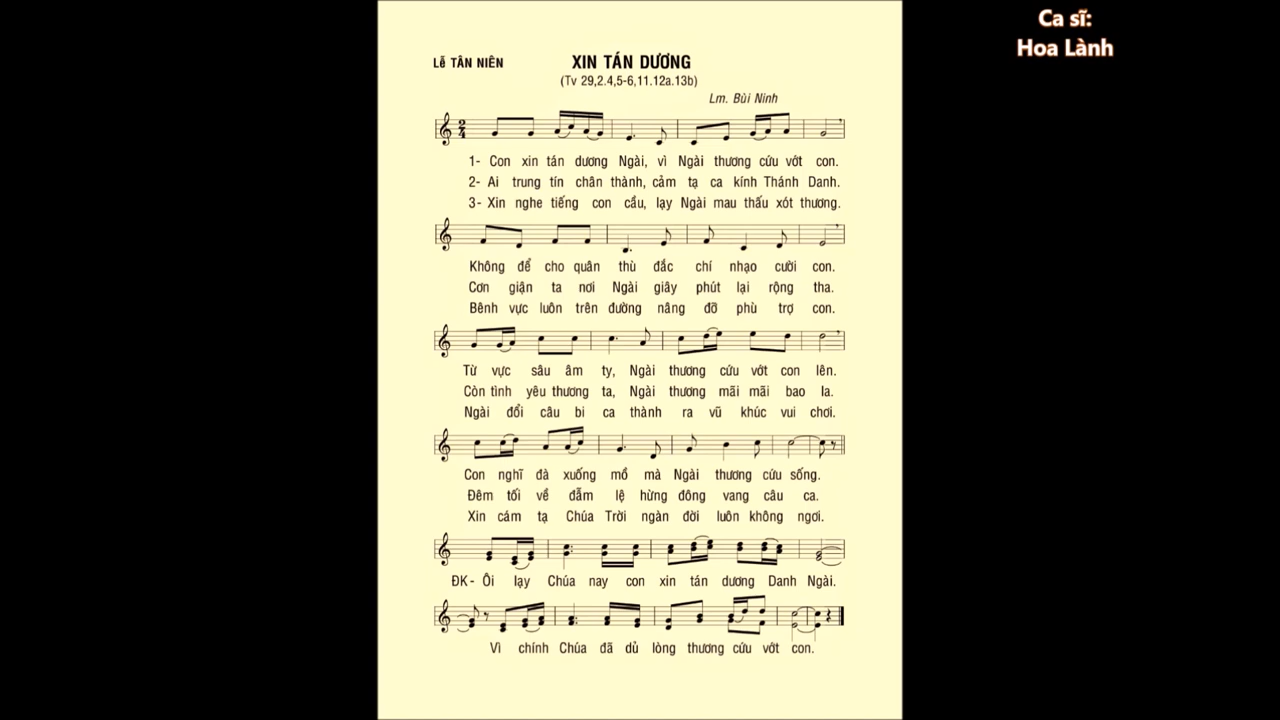 Ca sĩ:
Hoa Lành
Lễ TÂN NIÊN
XIN TÁN DƯƠNG
(Tv 29,2.4,5-6,11.12a.13b)
Lm. Bùi Ninh
1- Con xin tán dương Ngài, vì Ngài thương cứu vớt con.
2- Ai trung tín chân thành, cảm tạ ca kính Thánh Danh.
3- Xin nghe tiếng con cầu, lạy Ngài mau thấu xót thương.
Không để cho quân thù đắc chí nhạo cười con.
Cơn giận ta nơi Ngài giây phút lại rộng tha.
Bênh vực luôn trên đường nâng đỡ phù trợ con.
Từ vực sâu âm ty, Ngài thương cứu vớt con lên.
Còn tình yêu thương ta, Ngài thương mãi mãi bao la.
Ngài đổi câu bi ca thành ra vũ khúc vui chơi.
Con nghĩ đà xuống mồ mà Ngài thương cứu sống.
Đêm tối về đẫm lệ hừng đông vang câu ca.
Xin cám tạ Chúa Trời ngàn đời luôn không ngơi.
ĐK- Ôi lạy Chúa nay con xin tán dương Danh Ngài.
Vì chính Chúa đã dủ lòng thương cứu vớt con.